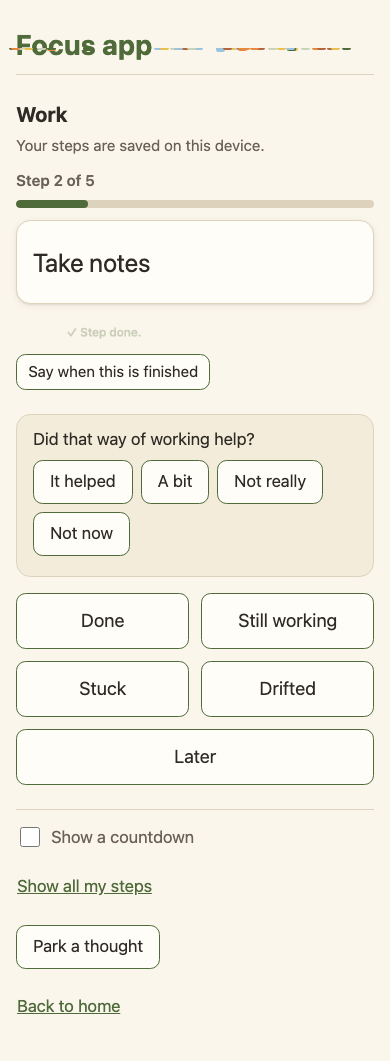 Focus app
Work
Your steps are saved on this device.
Step 2 of 5
Take notes
✓ Step done.
Say when this is finished
Did that way of working help?
It helped
A bit
Not really
Not now
Done
Still working
Stuck
Drifted
Later
Show a countdown
Show all my steps
Park a thought
Back to home